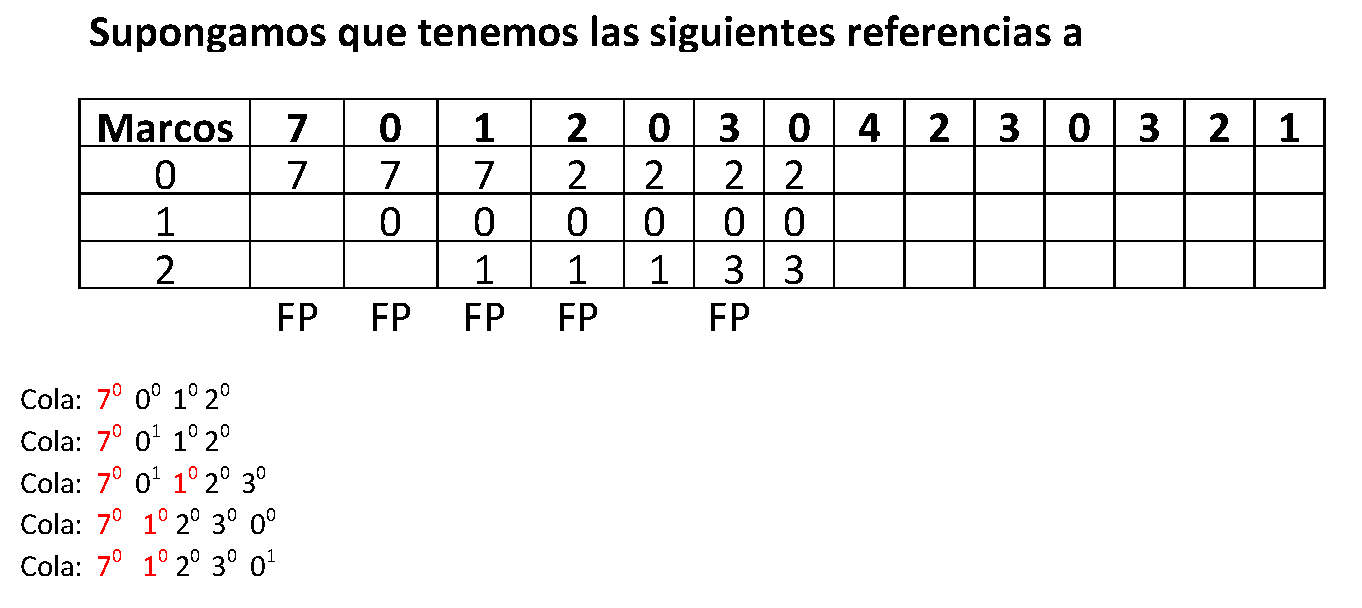 Supongamos que tenemos las siguientes referencias a
Marcos 7 0 1 2 0 3 0 4 2 3 0 3 2 1
0 7 7 7 2 2 2 2
1 0 0 0 0 0 0
2 1 1 1 3 3
FP FP FP FP FP
Cola: 7⁰ 0⁰ 1⁰ 2⁰
Cola: 7⁰ 0¹ 1⁰ 2⁰
Cola: 7⁰ 0¹ 1⁰ 2⁰ 3⁰
Cola: 7⁰ 1⁰ 2⁰ 3⁰ 0⁰
Cola: 7⁰ 1⁰ 2⁰ 3⁰ 0¹